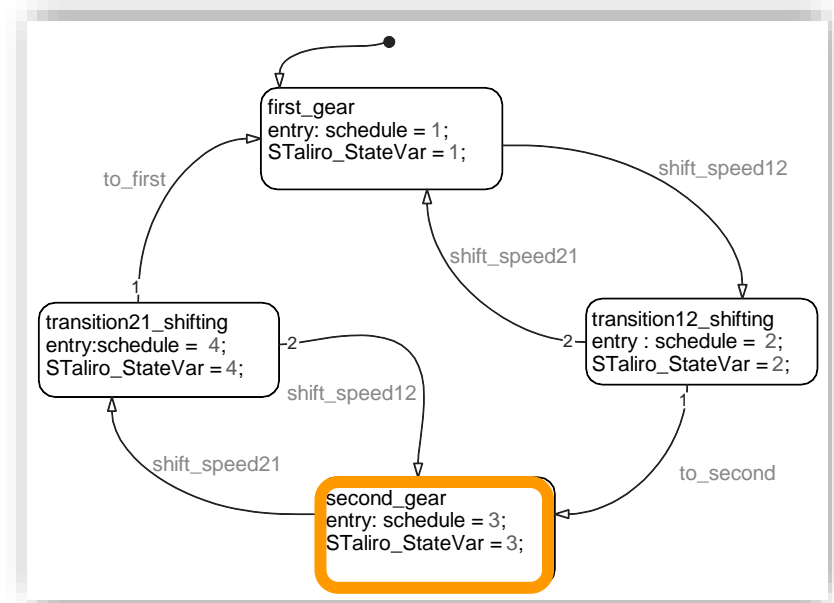 first_gear
entry: schedule = 1;
STaliro_StateVar = 1;
to_first
shift_speed12
shift_speed21
1
transition21_shifting
entry:schedule = 4;
STaliro_StateVar = 4;
2
shift_speed12
2
transition12_shifting
entry : schedule = 2;
STaliro_StateVar = 2;
1
shift_speed21
to_second
second_gear
entry: schedule = 3;
STaliro_StateVar = 3;